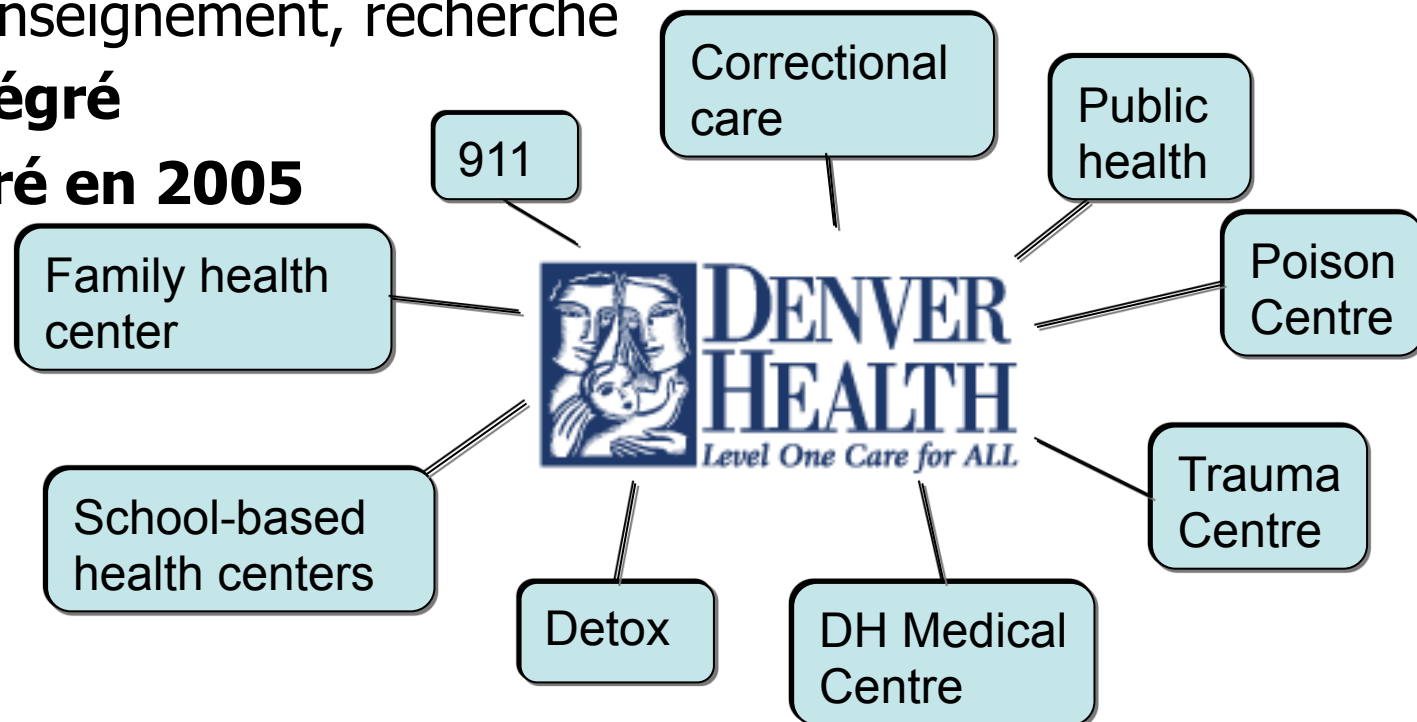 nseignement, recherche
égré
ré en 2005
911
Correctional
care
Public
health
Family health
center
Poison
Centre
DENVER
HEALTH
Level One Care for ALL
School-based
health centers
Trauma
Centre
Detox
DH Medical
Centre